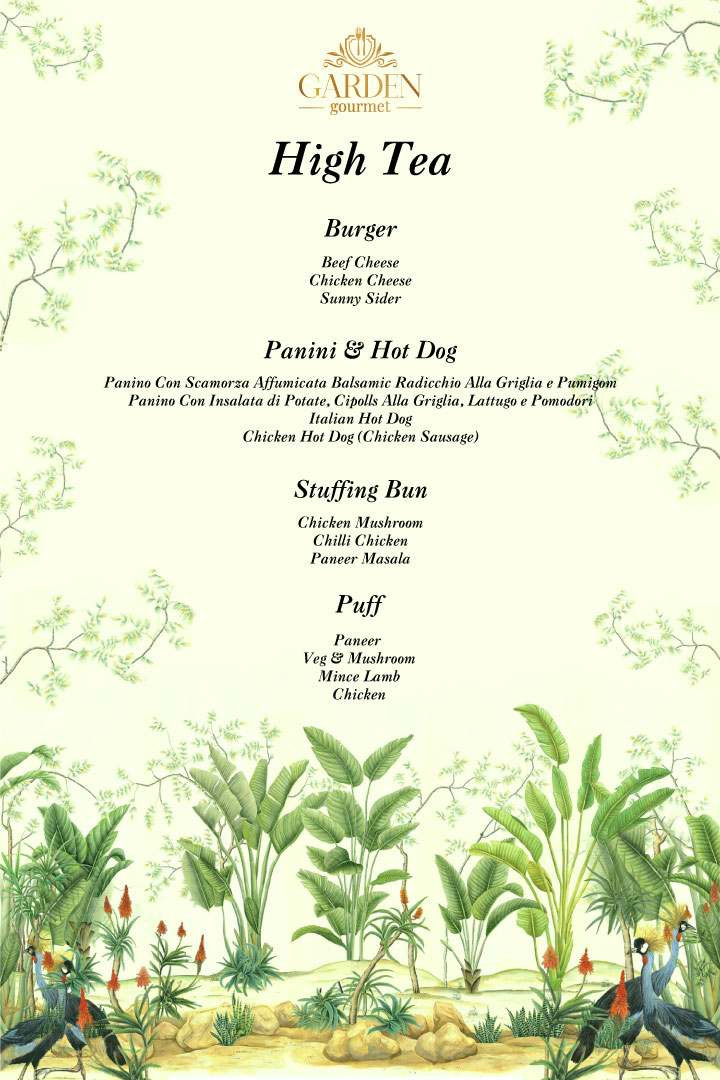 GARDEN
gourmet
High Tea
Burger
Beef Cheese
Chicken Cheese
Sunny Sider
Panini & Hot Dog
Panino Con Scamorza Affumicata Balsamic Radicchio Alla Griglia e Pumigom
Panino Con Insalata di Potate, Cipolls Alla Griglia, Lattugo e Pomodori
Italian Hot Dog
Chicken Hot Dog (Chicken Sausage)
Stuffing Bun
Chicken Mushroom
Chilli Chicken
Paneer Masala
Puff
Paneer
Veg & Mushroom
Mince Lamb
Chicken